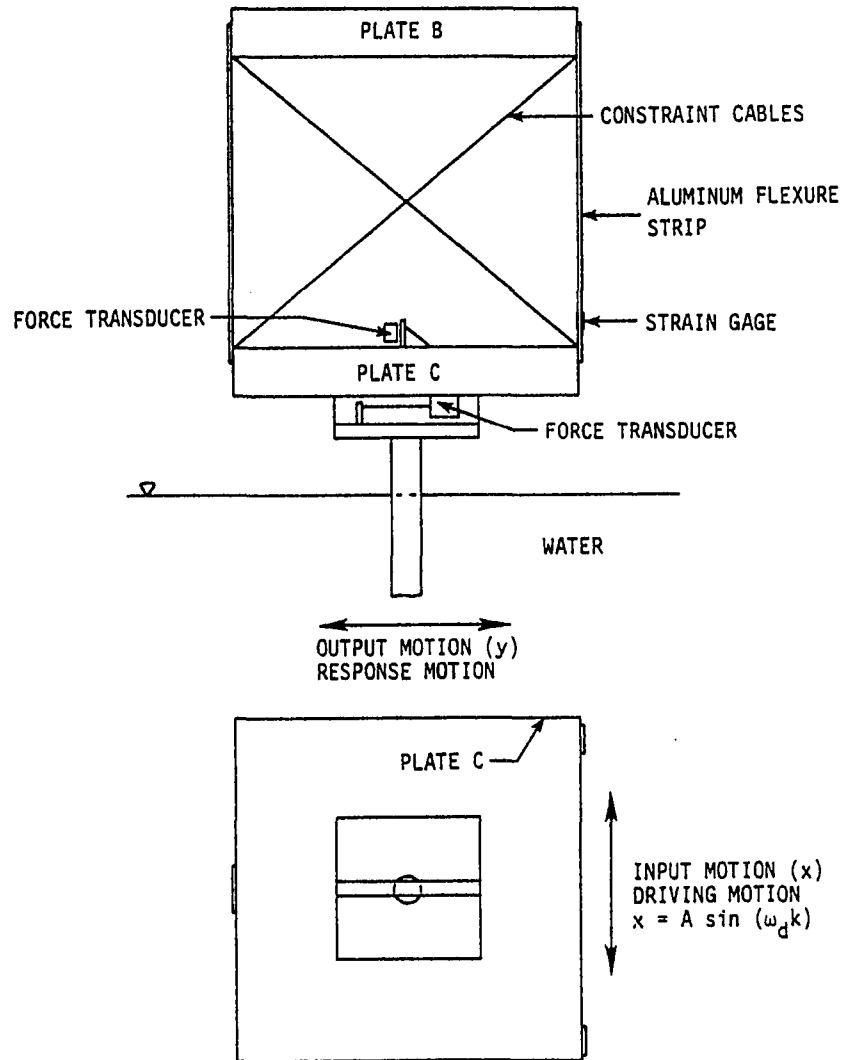 PLATE B
CONSTRAINT CABLES
ALUMINUM FLEXURE
STRIP
FORCE TRANSDUCER
STRAIN GAGE
PLATE C
FORCE TRANSDUCER
WATER
OUTPUT MOTION (y)
RESPONSE MOTION
PLATE C
INPUT MOTION (x)
DRIVING MOTION
x = A sin (ω_d k)